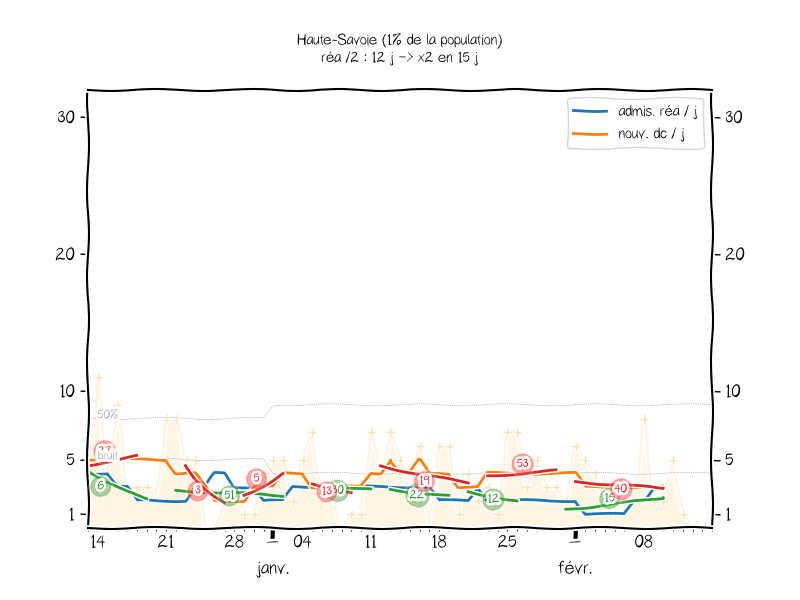 Haute-Savoie (1% de la population)
réa /2 : 12 j -> x2 en 15 j
admis. réa / j
nouv. dc / j
30 30
20 20
10 10
50%
bruit
5 5
6 3 51 5 13 22 19 12 53 15 40
1 1
14 21 28 04 11 18 25 08
janv. févr.